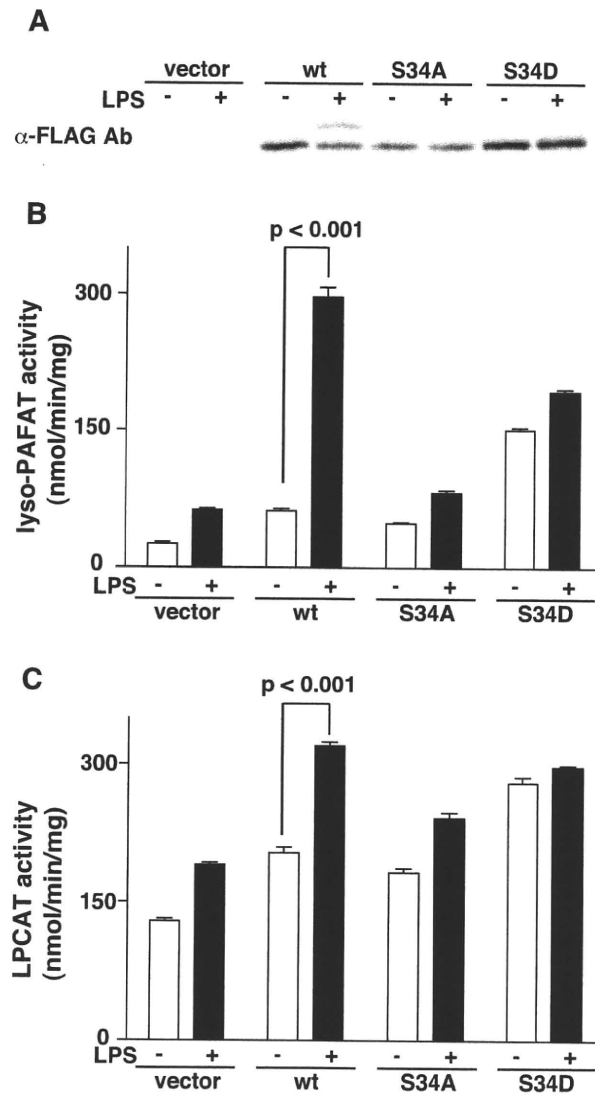 A
vector wt S34A S34D
LPS - + - + - + - +
α-FLAG Ab
B
p < 0.001
lyso-PAFAT activity
(nmol/min/mg)
300
150
0
LPS - + - + - + - +
vector wt S34A S34D
C
p < 0.001
LPCAT activity
(nmol/min/mg)
300
150
0
LPS - + - + - + - +
vector wt S34A S34D